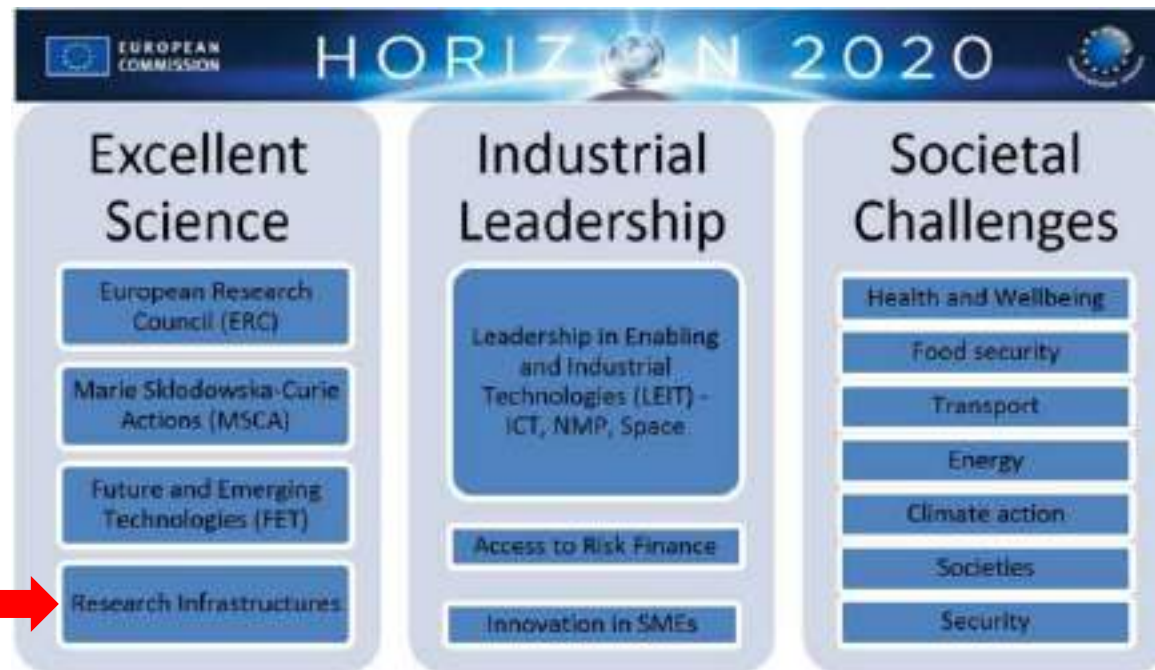 EUROPEAN
COMMISSION
HORIZON 2020
Excellent
Science
European Research
Council (ERC)
Marie Skłodowska-Curie
Actions (MSCA)
Future and Emerging
Technologies (FET)
Research Infrastructures
Industrial
Leadership
Leadership in Enabling
and Industrial
Technologies (LEIT) -
ICT, NMP, Space
Access to Risk Finance
Innovation in SMEs
Societal
Challenges
Health and Wellbeing
Food security
Transport
Energy
Climate action
Societies
Security